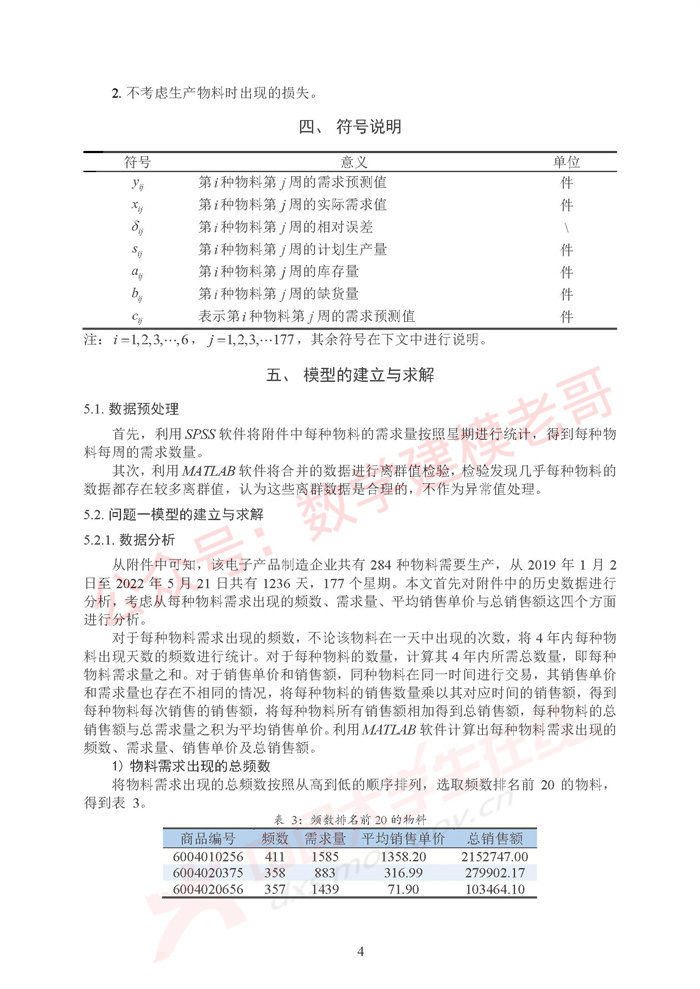 2. 不考虑生产物料时出现的损失。
四、 符号说明
符号 意义 单位
y_ij 第 i 种物料第 j 周的需求预测值 件
x_ij 第 i 种物料第 j 周的实际需求值 件
δ_ij 第 i 种物料第 j 周的相对误差 \
s_ij 第 i 种物料第 j 周的计划生产量 件
a_ij 第 i 种物料第 j 周的库存量 件
b_ij 第 i 种物料第 j 周的缺货量 件
c_ij 表示第 i 种物料第 j 周的需求预测值 件
注：i=1,2,3,⋯,6，j=1,2,3,⋯177，其余符号在下文中进行说明。
五、 模型的建立与求解
5.1. 数据预处理
首先，利用 SPSS 软件将附件中每种物料的需求量按照星期进行统计，得到每种物
料每周的需求数量。
其次，利用 MATLAB 软件将合并的数据进行离群值检验，检验发现几乎每种物料的
数据都存在较多离群值，认为这些离群数据是合理的，不作为异常值处理。
5.2. 问题一模型的建立与求解
5.2.1. 数据分析
从附件中可知，该电子产品制造企业共有 284 种物料需要生产，从 2019 年 1 月 2
日至 2022 年 5 月 21 日共有 1236 天，177 个星期。本文首先对附件中的历史数据进行
分析，考虑从每种物料需求出现的频数、需求量、平均销售单价与总销售额这四个方面
进行分析。
对于每种物料需求出现的频数，不论该物料在一天中出现的次数，将 4 年内每种物
料出现天数的频数进行统计。对于每种物料的数量，计算其 4 年内所需总数量，即每种
物料需求量之和。对于销售单价和销售额，同种物料在同一时间进行交易，其销售单价
和需求量也存在不相同的情况，将每种物料的销售数量乘以其对应时间的销售额，得到
每种物料每次销售的销售额，将每种物料所有销售额相加得到总销售额，每种物料的总
销售额与总需求量之积为平均销售单价。利用 MATLAB 软件计算出每种物料需求出现的
频数、需求量、销售单价及总销售额。
1）物料需求出现的总频数
将物料需求出现的总频数按照从高到低的顺序排列，选取频数排名前 20 的物料，
得到表 3。
表 3：频数排名前 20 的物料
商品编号 频数 需求量 平均销售单价 总销售额
6004010256 411 1585 1358.20 2152747.00
6004020375 358 883 316.99 279902.17
6004020656 357 1439 71.90 103464.10
4
公众号：数学建模老哥